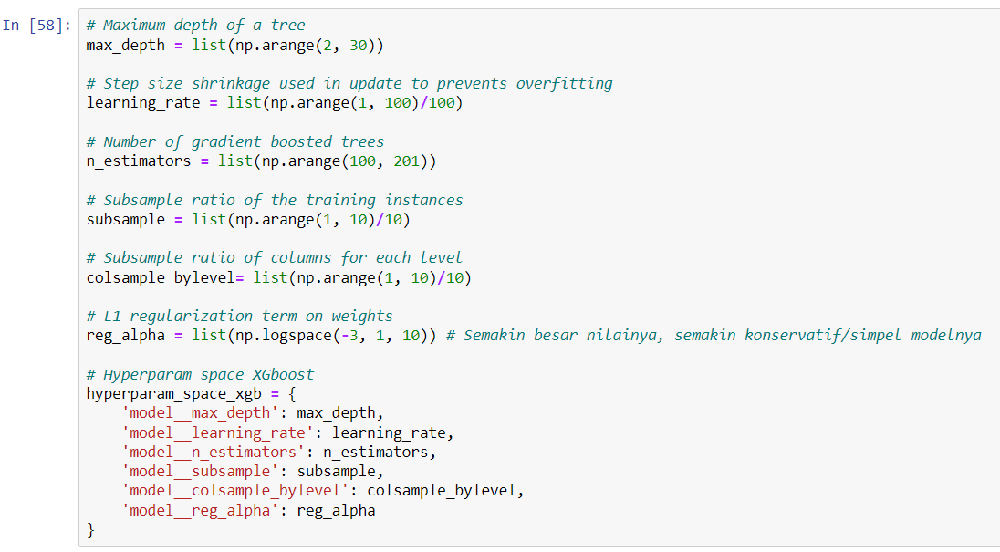 In [58]: # Maximum depth of a tree
max_depth = list(np.arange(2, 30))
# Step size shrinkage used in update to prevents overfitting
learning_rate = list(np.arange(1, 100)/100)
# Number of gradient boosted trees
n_estimators = list(np.arange(100, 201))
# Subsample ratio of the training instances
subsample = list(np.arange(1, 10)/10)
# Subsample ratio of columns for each level
colsample_bylevel= list(np.arange(1, 10)/10)
# L1 regularization term on weights
reg_alpha = list(np.logspace(-3, 1, 10)) # Semakin besar nilainya, semakin konservatif/simpel modelnya
# Hyperparam space XGboost
hyperparam_space_xgb = {
    'model__max_depth': max_depth,
    'model__learning_rate': learning_rate,
    'model__n_estimators': n_estimators,
    'model__subsample': subsample,
    'model__colsample_bylevel': colsample_bylevel,
    'model__reg_alpha': reg_alpha
}